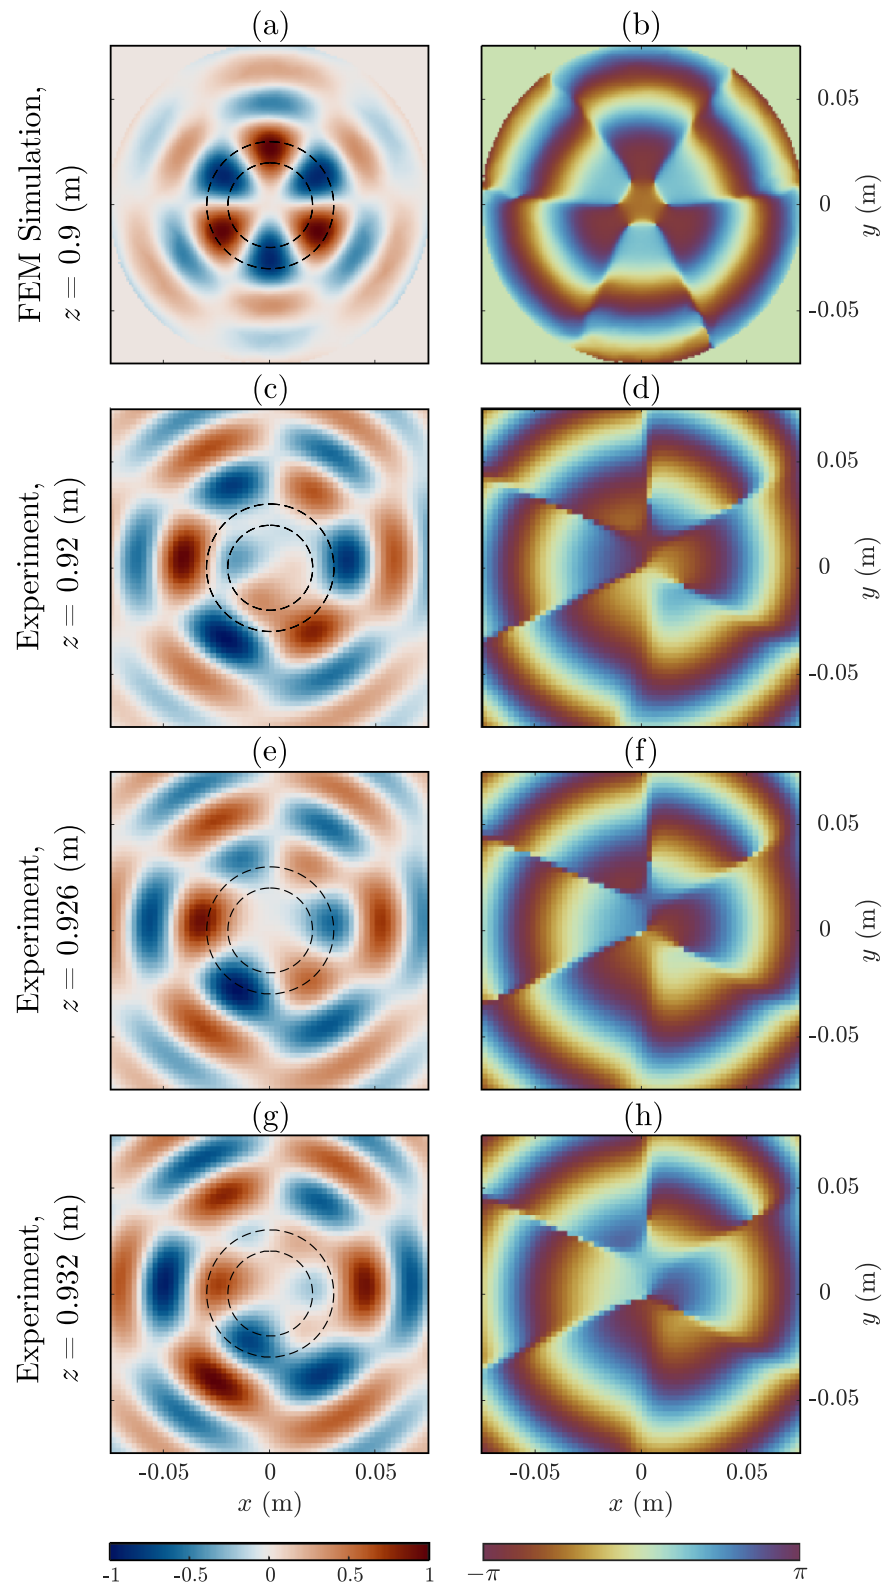 (a)
(b)
FEM Simulation,
z = 0.9 (m)
0.05
0
-0.05
y (m)
(c)
(d)
Experiment,
z = 0.92 (m)
0.05
0
-0.05
y (m)
(e)
(f)
Experiment,
z = 0.926 (m)
0.05
0
-0.05
y (m)
(g)
(h)
Experiment,
z = 0.932 (m)
0.05
0
-0.05
y (m)
-0.05 0 0.05
-0.05 0 0.05
x (m)
x (m)
-1 -0.5 0 0.5 1
−π π